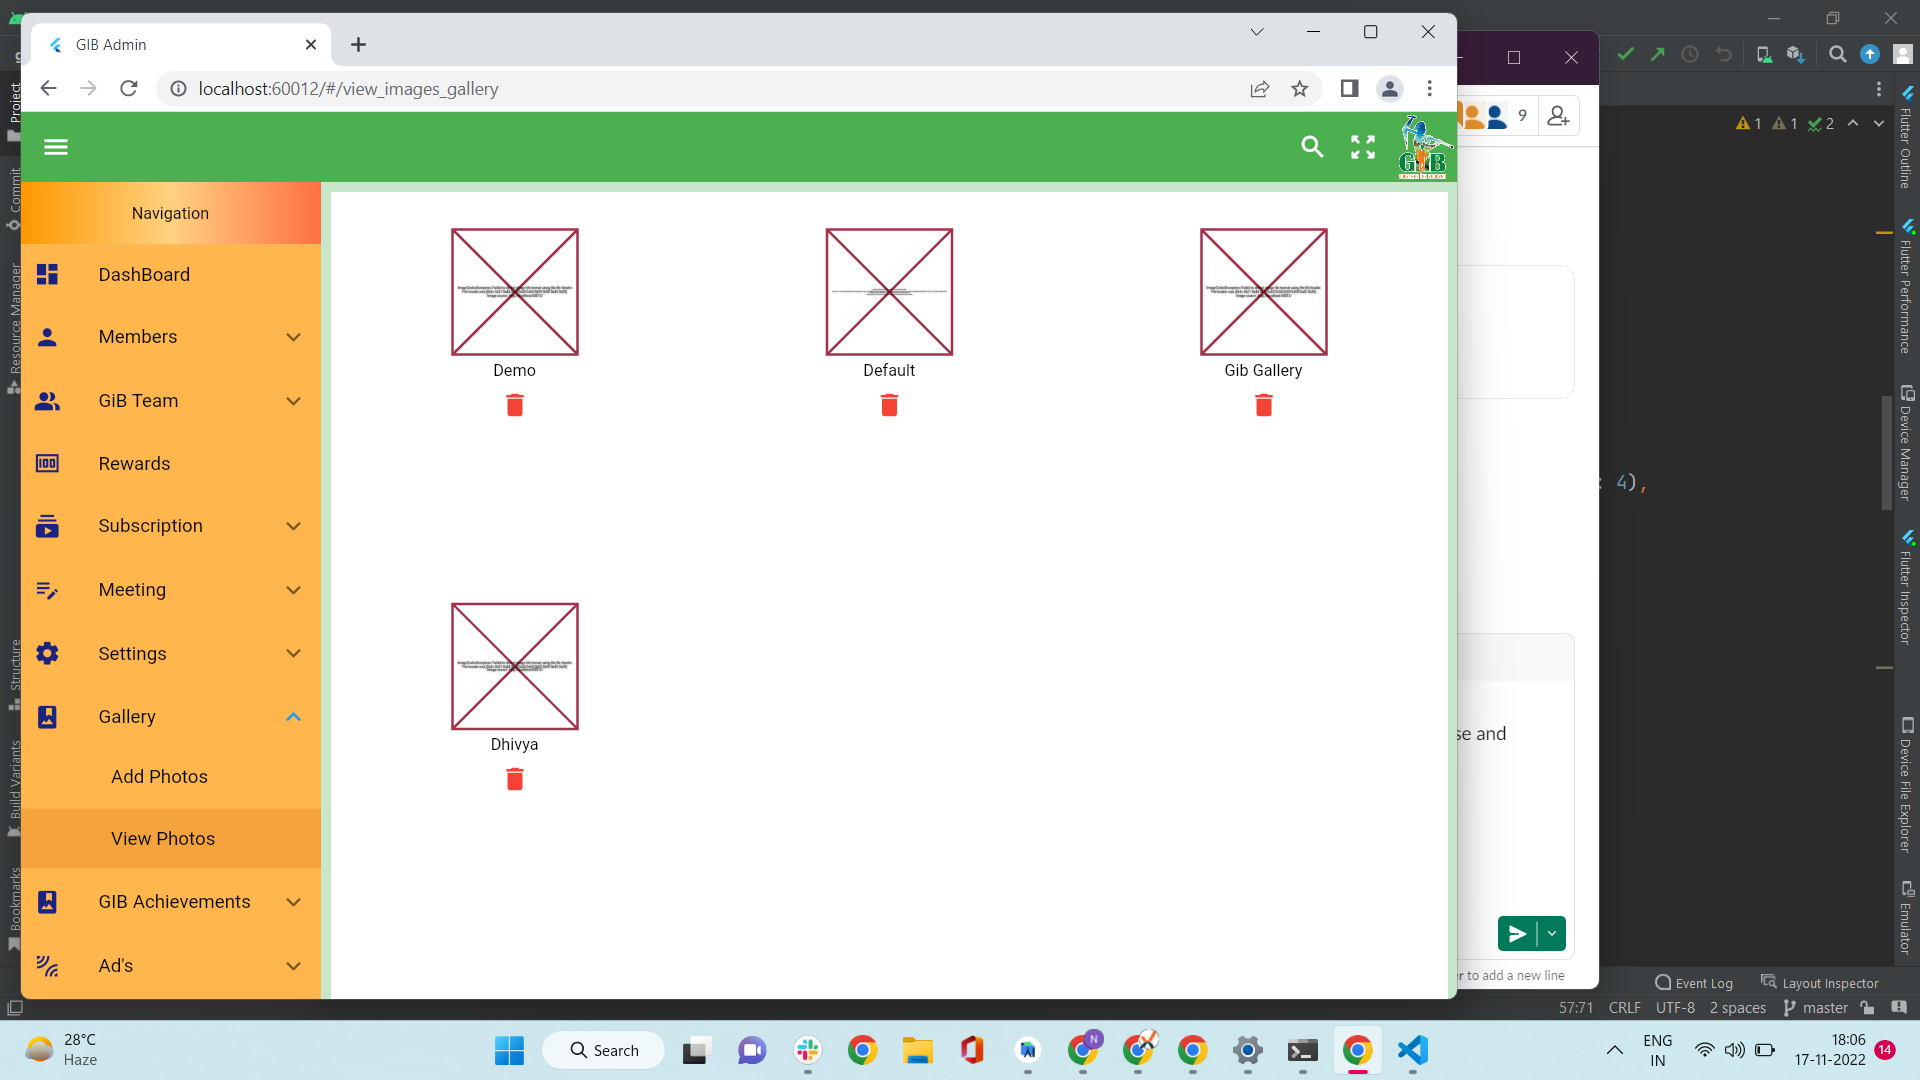 GIB Admin
localhost:60012/#/view_images_gallery
9
1
1
2
GiB
Navigation
DashBoard
Members
GiB Team
Rewards
Subscription
Meeting
Settings
Gallery
Add Photos
View Photos
GIB Achievements
Ad's
Demo
Default
Gib Gallery
Dhivya
Project
Commit
Resource Manager
Structure
Build Variants
Bookmarks
: 4),
se and
er to add a new line
Flutter Outline
Flutter Performance
Device Manager
Flutter Inspector
Device File Explorer
Emulator
Event Log
Layout Inspector
57:71 CRLF UTF-8 2 spaces master
28°C
Haze
Search
N
ENG
IN
18:06
17-11-2022
14